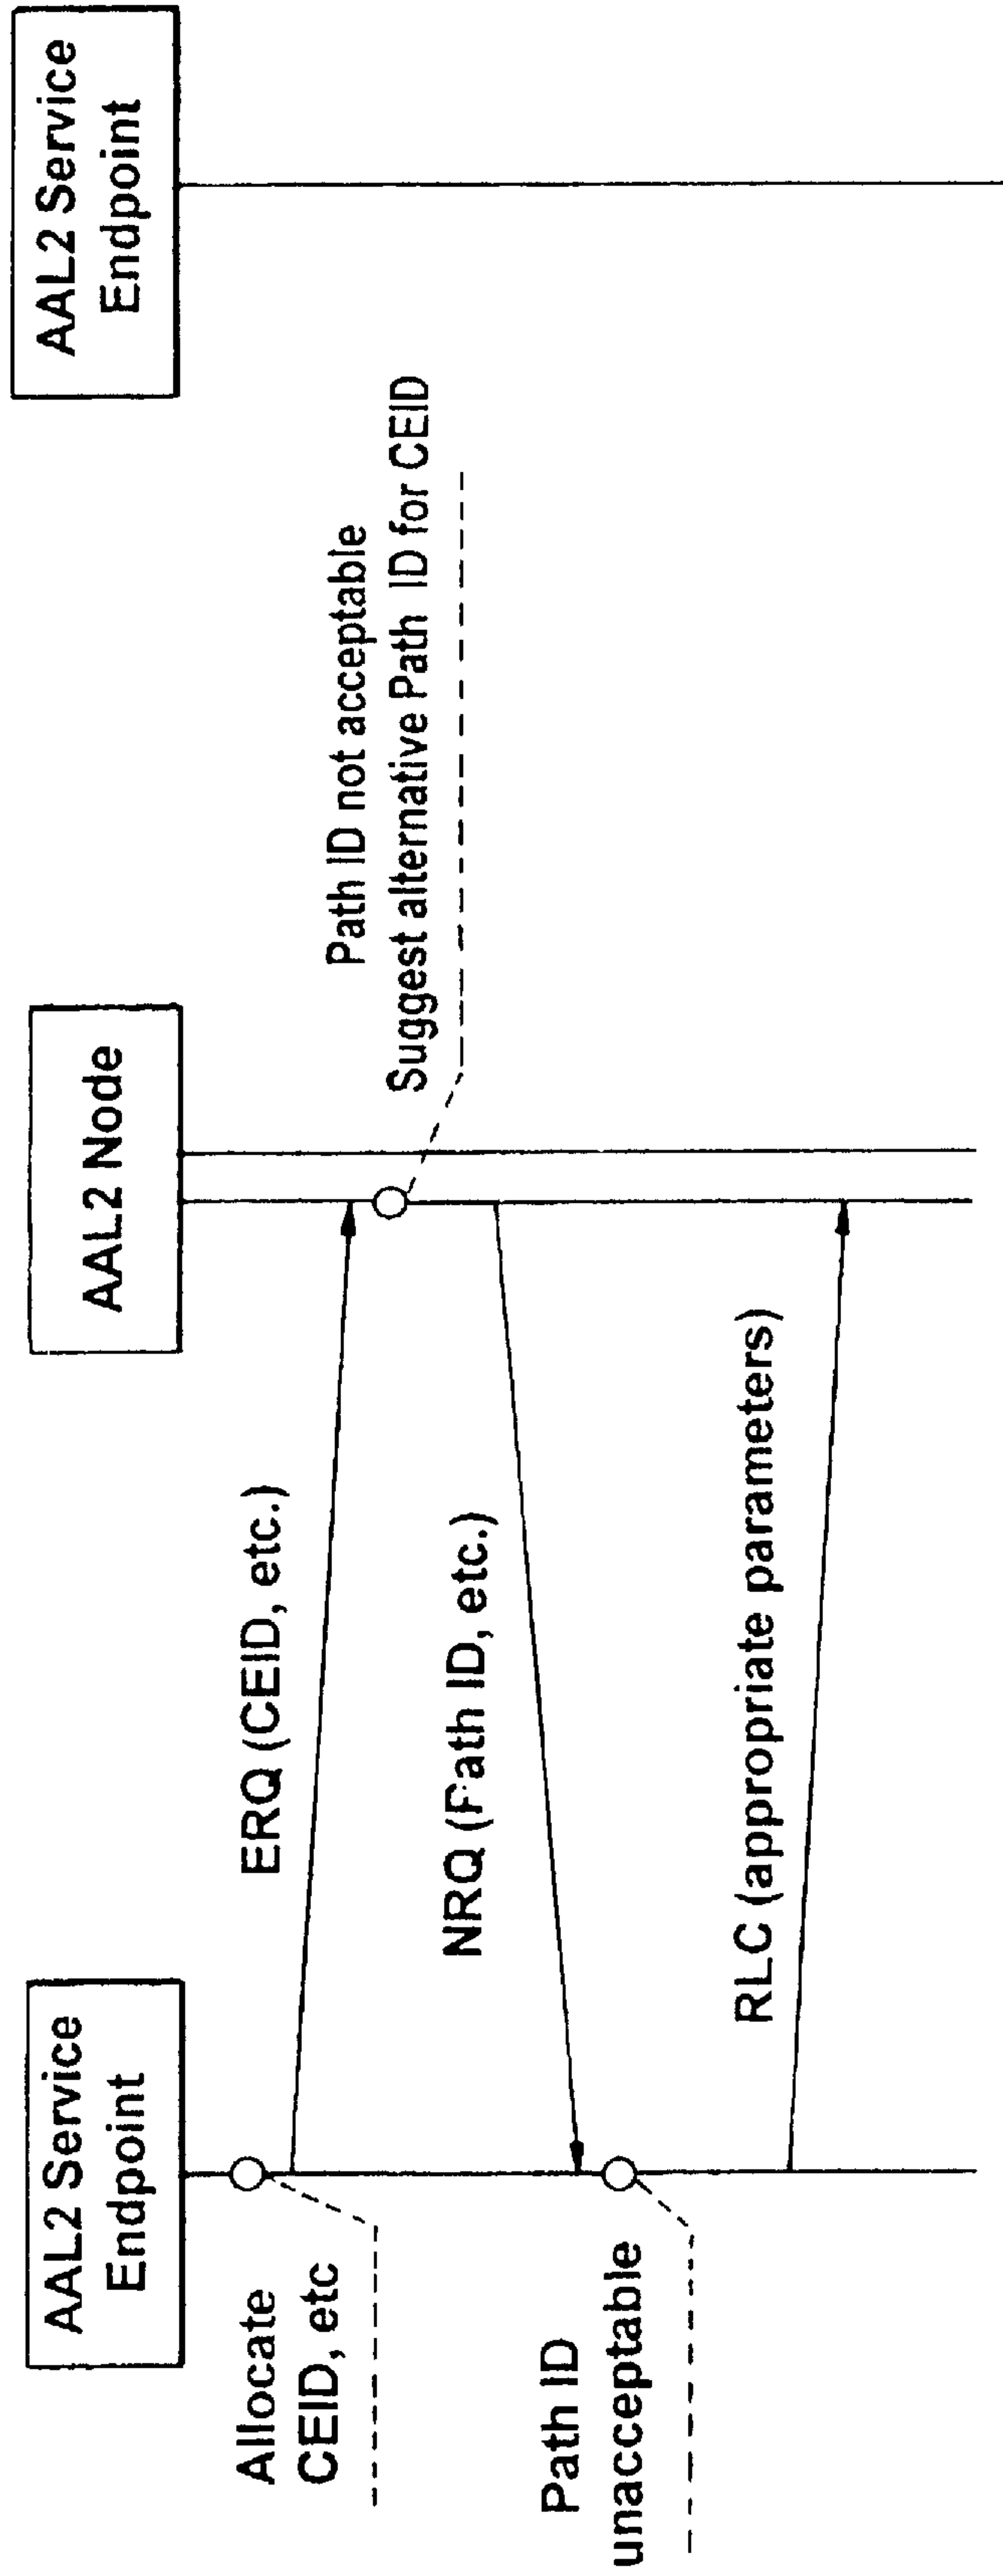 AAL2 Service
Endpoint
AAL2 Node
AAL2 Service
Endpoint
Allocate
CEID, etc
ERQ (CEID, etc.)
Path ID not acceptable
Suggest alternative Path ID for CEID
NRQ (Path ID, etc.)
Path ID
unacceptable
RLC (appropriate parameters)